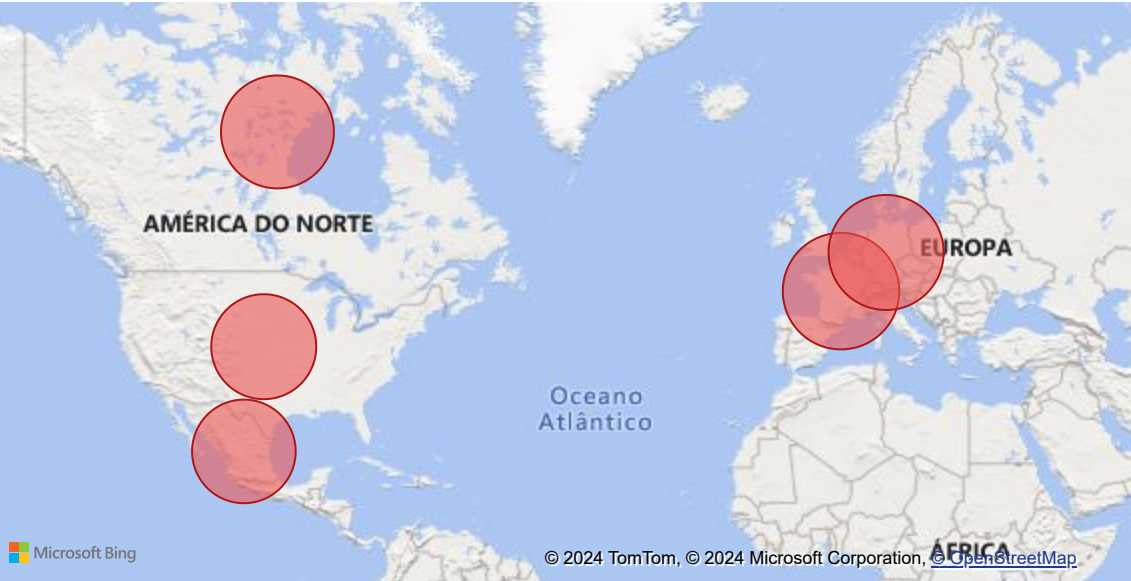 AMÉRICA DO NORTE
EUROPA
Oceano
Atlântico
ÁFRICA
Microsoft Bing
© 2024 TomTom, © 2024 Microsoft Corporation, © OpenStreetMap